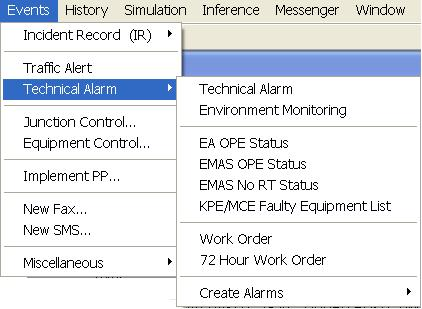 Events History Simulation Inference Messenger Window
Incident Record (IR)
Traffic Alert
Technical Alarm
Junction Control...
Equipment Control...
Implement PP...
New Fax...
New SMS...
Miscellaneous
Technical Alarm
Environment Monitoring
EA OPE Status
EMAS OPE Status
EMAS No RT Status
KPE/MCE Faulty Equipment List
Work Order
72 Hour Work Order
Create Alarms